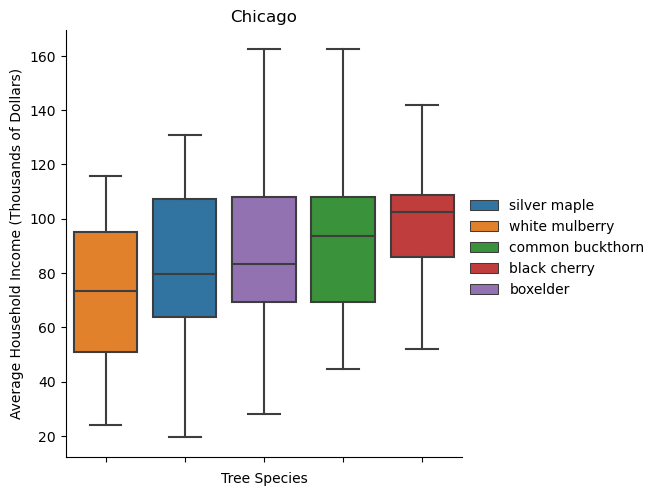 Chicago
Average Household Income (Thousands of Dollars)
160
140
120
100
80
60
40
20
Tree Species
silver maple
white mulberry
common buckthorn
black cherry
boxelder